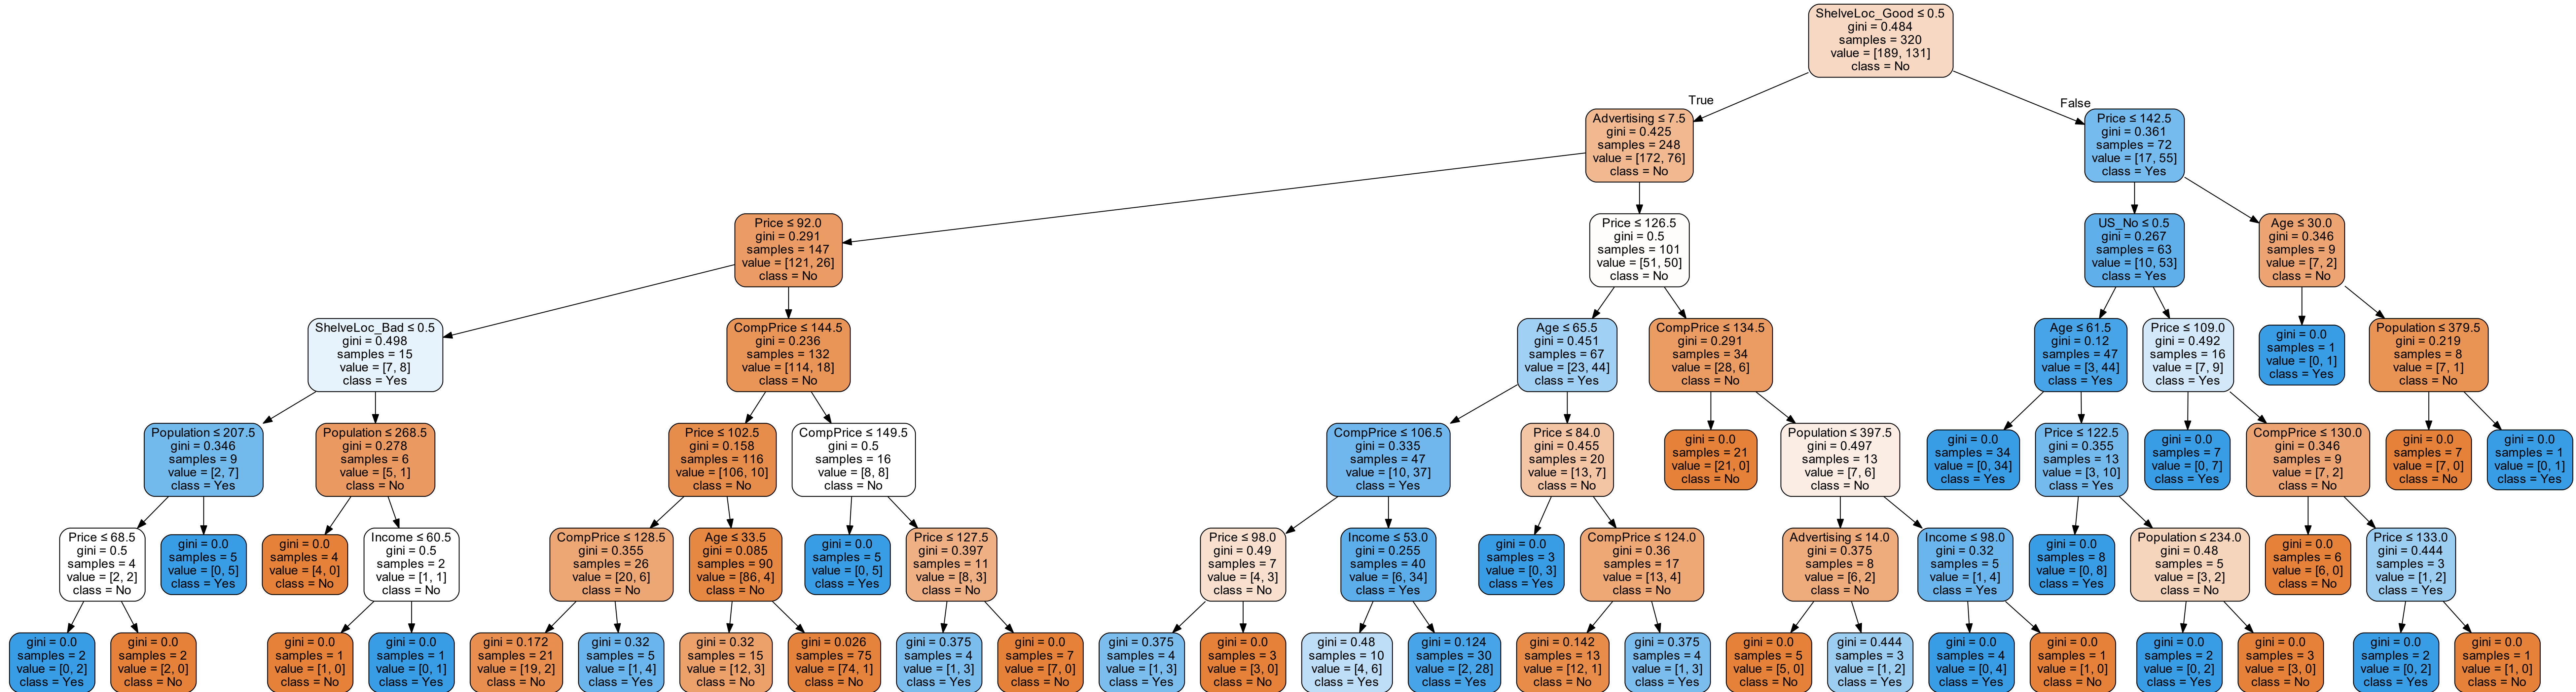 ShelveLoc_Good ≤ 0.5
gini = 0.484
samples = 320
value = [189, 131]
class = No
True
False
Advertising ≤ 7.5
gini = 0.425
samples = 248
value = [172, 76]
class = No
Price ≤ 142.5
gini = 0.361
samples = 72
value = [17, 55]
class = Yes
Price ≤ 92.0
gini = 0.291
samples = 147
value = [121, 26]
class = No
Price ≤ 126.5
gini = 0.5
samples = 101
value = [51, 50]
class = No
US_No ≤ 0.5
gini = 0.267
samples = 63
value = [10, 53]
class = Yes
Age ≤ 30.0
gini = 0.346
samples = 9
value = [7, 2]
class = No
ShelveLoc_Bad ≤ 0.5
gini = 0.498
samples = 15
value = [7, 8]
class = Yes
CompPrice ≤ 144.5
gini = 0.236
samples = 132
value = [114, 18]
class = No
Age ≤ 65.5
gini = 0.451
samples = 67
value = [23, 44]
class = Yes
CompPrice ≤ 134.5
gini = 0.291
samples = 34
value = [28, 6]
class = No
Age ≤ 61.5
gini = 0.12
samples = 47
value = [3, 44]
class = Yes
Price ≤ 109.0
gini = 0.492
samples = 16
value = [7, 9]
class = Yes
gini = 0.0
samples = 1
value = [0, 1]
class = Yes
Population ≤ 379.5
gini = 0.219
samples = 8
value = [7, 1]
class = No
Population ≤ 207.5
gini = 0.346
samples = 9
value = [2, 7]
class = Yes
Population ≤ 268.5
gini = 0.278
samples = 6
value = [5, 1]
class = No
Price ≤ 102.5
gini = 0.158
samples = 116
value = [106, 10]
class = No
CompPrice ≤ 149.5
gini = 0.5
samples = 16
value = [8, 8]
class = No
CompPrice ≤ 106.5
gini = 0.335
samples = 47
value = [10, 37]
class = Yes
Price ≤ 84.0
gini = 0.455
samples = 20
value = [13, 7]
class = No
gini = 0.0
samples = 21
value = [21, 0]
class = No
Population ≤ 397.5
gini = 0.497
samples = 13
value = [7, 6]
class = No
gini = 0.0
samples = 34
value = [0, 34]
class = Yes
Price ≤ 122.5
gini = 0.355
samples = 13
value = [3, 10]
class = Yes
gini = 0.0
samples = 7
value = [0, 7]
class = Yes
CompPrice ≤ 130.0
gini = 0.346
samples = 9
value = [7, 2]
class = No
gini = 0.0
samples = 7
value = [7, 0]
class = No
gini = 0.0
samples = 1
value = [0, 1]
class = Yes
Price ≤ 68.5
gini = 0.5
samples = 4
value = [2, 2]
class = No
gini = 0.0
samples = 5
value = [0, 5]
class = Yes
gini = 0.0
samples = 4
value = [4, 0]
class = No
Income ≤ 60.5
gini = 0.5
samples = 2
value = [1, 1]
class = No
CompPrice ≤ 128.5
gini = 0.355
samples = 26
value = [20, 6]
class = No
Age ≤ 33.5
gini = 0.085
samples = 90
value = [86, 4]
class = No
gini = 0.0
samples = 5
value = [0, 5]
class = Yes
Price ≤ 127.5
gini = 0.397
samples = 11
value = [8, 3]
class = No
Price ≤ 98.0
gini = 0.49
samples = 7
value = [4, 3]
class = No
Income ≤ 53.0
gini = 0.255
samples = 40
value = [6, 34]
class = Yes
gini = 0.0
samples = 3
value = [0, 3]
class = Yes
CompPrice ≤ 124.0
gini = 0.36
samples = 17
value = [13, 4]
class = No
Advertising ≤ 14.0
gini = 0.375
samples = 8
value = [6, 2]
class = No
Income ≤ 98.0
gini = 0.32
samples = 5
value = [1, 4]
class = Yes
gini = 0.0
samples = 8
value = [0, 8]
class = Yes
Population ≤ 234.0
gini = 0.48
samples = 5
value = [3, 2]
class = No
gini = 0.0
samples = 6
value = [6, 0]
class = No
Price ≤ 133.0
gini = 0.444
samples = 3
value = [1, 2]
class = Yes
gini = 0.0
samples = 2
value = [0, 2]
class = Yes
gini = 0.0
samples = 2
value = [2, 0]
class = No
gini = 0.0
samples = 1
value = [1, 0]
class = No
gini = 0.0
samples = 1
value = [0, 1]
class = Yes
gini = 0.172
samples = 21
value = [19, 2]
class = No
gini = 0.32
samples = 5
value = [1, 4]
class = Yes
gini = 0.32
samples = 15
value = [12, 3]
class = No
gini = 0.026
samples = 75
value = [74, 1]
class = No
gini = 0.375
samples = 4
value = [1, 3]
class = Yes
gini = 0.0
samples = 7
value = [7, 0]
class = No
gini = 0.375
samples = 4
value = [1, 3]
class = Yes
gini = 0.0
samples = 3
value = [3, 0]
class = No
gini = 0.48
samples = 10
value = [4, 6]
class = Yes
gini = 0.124
samples = 30
value = [2, 28]
class = Yes
gini = 0.142
samples = 13
value = [12, 1]
class = No
gini = 0.375
samples = 4
value = [1, 3]
class = Yes
gini = 0.0
samples = 5
value = [5, 0]
class = No
gini = 0.444
samples = 3
value = [1, 2]
class = Yes
gini = 0.0
samples = 4
value = [0, 4]
class = Yes
gini = 0.0
samples = 1
value = [1, 0]
class = No
gini = 0.0
samples = 2
value = [0, 2]
class = Yes
gini = 0.0
samples = 3
value = [3, 0]
class = No
gini = 0.0
samples = 2
value = [0, 2]
class = Yes
gini = 0.0
samples = 1
value = [1, 0]
class = No